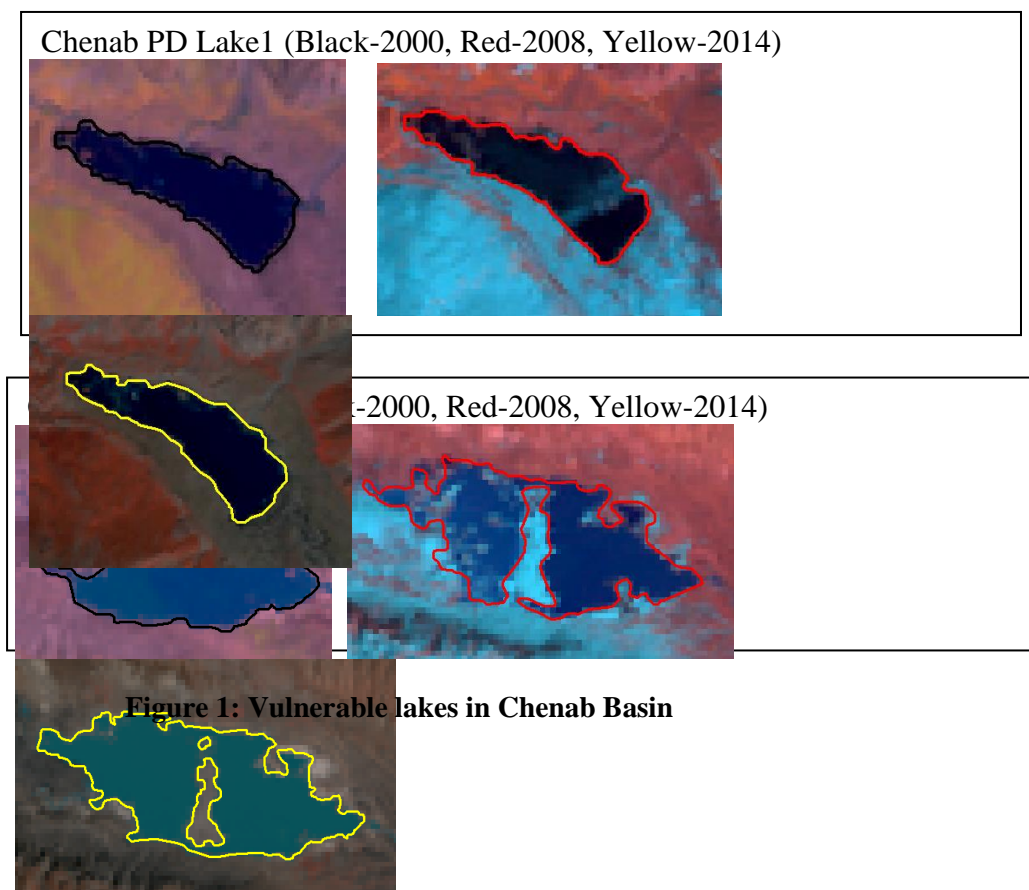 Chenab PD Lake1 (Black-2000, Red-2008, Yellow-2014)
-2000, Red-2008, Yellow-2014)
Figure 1: Vulnerable lakes in Chenab Basin